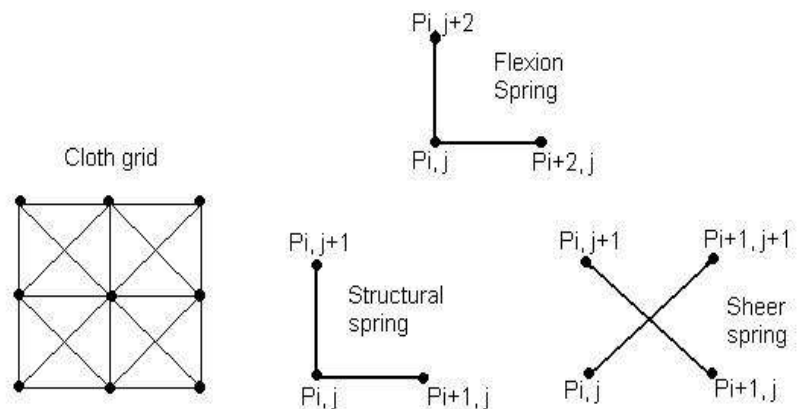 Pi, j+2
Flexion
Spring
Pi, j
Pi+2, j
Cloth grid
Pi, j+1
Structural
spring
Pi, j
Pi+1, j
Pi, j+1
Pi+1, j+1
Sheer
spring
Pi, j
Pi+1, j